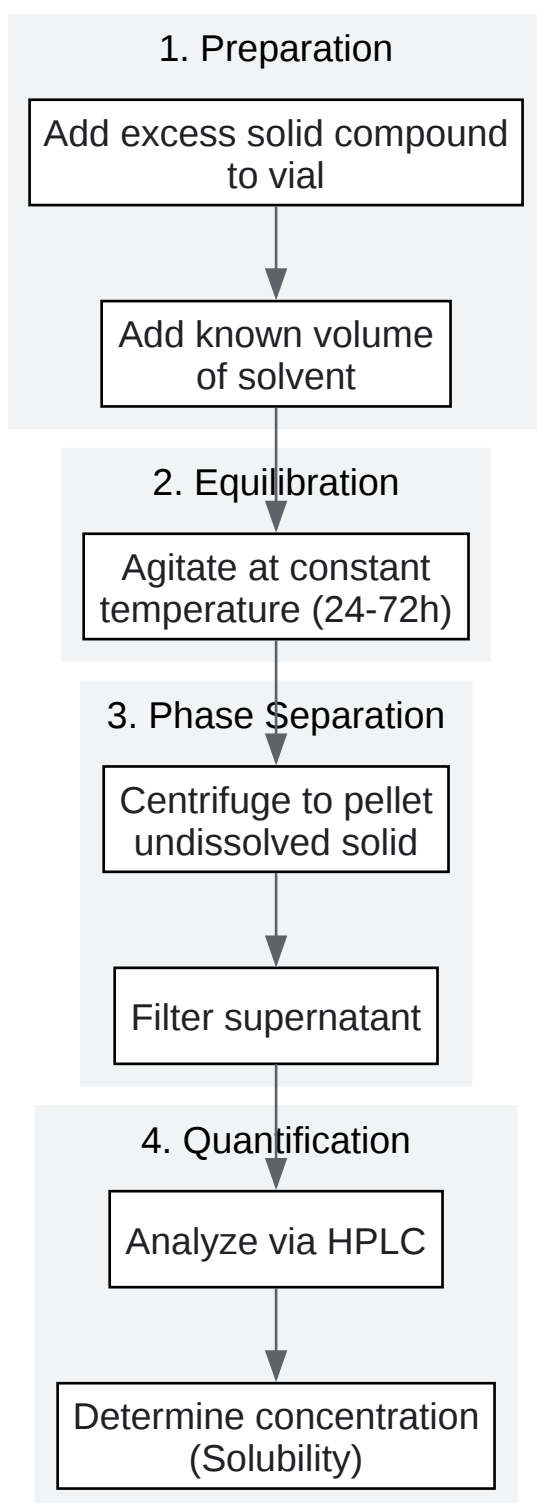 1. Preparation
Add excess solid compound
to vial
Add known volume
of solvent
2. Equilibration
Agitate at constant
temperature (24-72h)
3. Phase Separation
Centrifuge to pellet
undissolved solid
Filter supernatant
4. Quantification
Analyze via HPLC
Determine concentration
(Solubility)